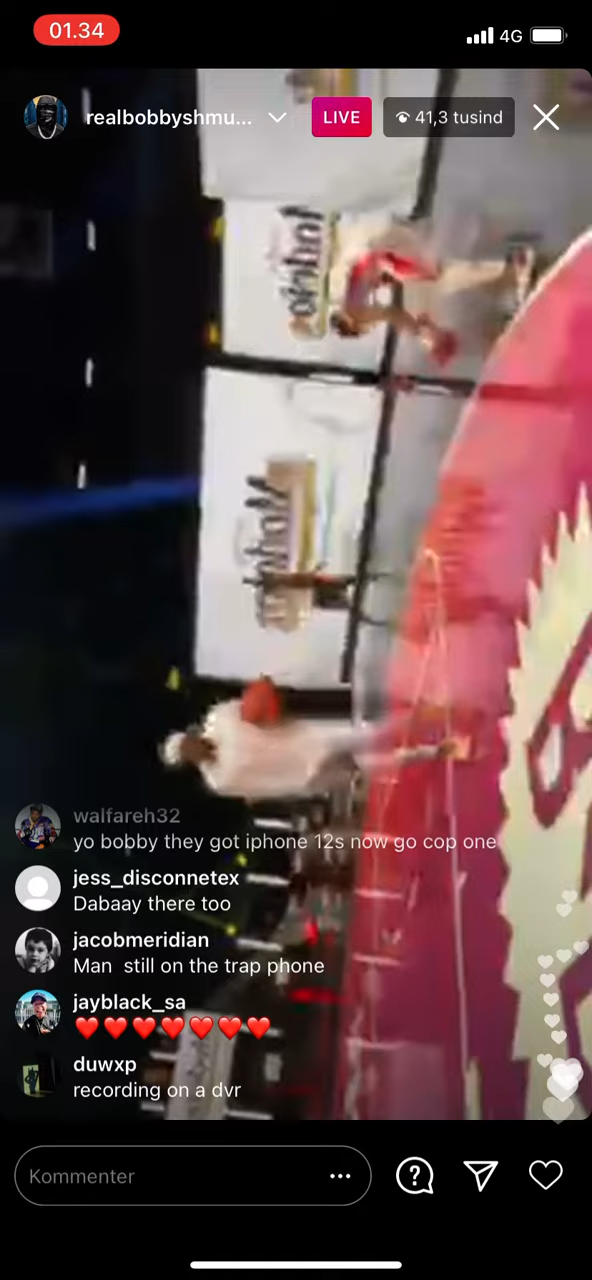 01.34
4G
realbobbyshmu...
LIVE
41,3 tusind
walfareh32
yo bobby they got iphone 12s now go cop one
jess_disconnetex
Dabaay there too
jacobmeridian
Man still on the trap phone
jayblack_sa
❤️❤️❤️❤️❤️❤️❤️
duwxp
recording on a dvr
Kommenter